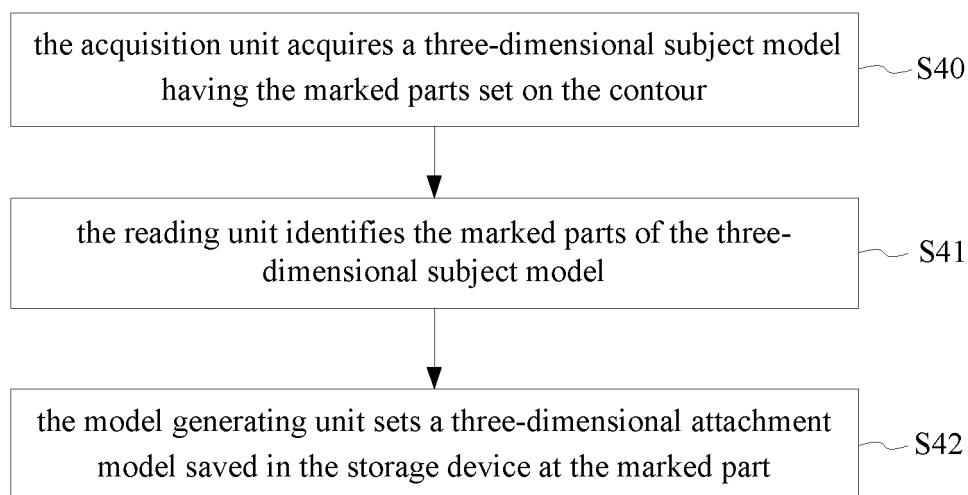 the acquisition unit acquires a three-dimensional subject model
having the marked parts set on the contour
S40
the reading unit identifies the marked parts of the three-
dimensional subject model
S41
the model generating unit sets a three-dimensional attachment
model saved in the storage device at the marked part
S42